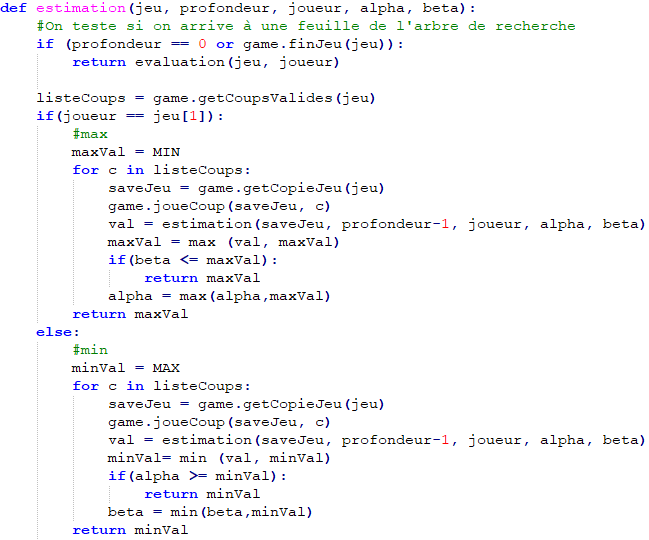 def estimation(jeu, profondeur, joueur, alpha, beta):
    #On teste si on arrive à une feuille de l'arbre de recherche
    if (profondeur == 0 or game.finJeu(jeu)):
        return evaluation(jeu, joueur)

    listeCoups = game.getCoupsValides(jeu)
    if(joueur == jeu[1]):
        #max
        maxVal = MIN
        for c in listeCoups:
            saveJeu = game.getCopieJeu(jeu)
            game.joueCoup(saveJeu, c)
            val = estimation(saveJeu, profondeur-1, joueur, alpha, beta)
            maxVal = max (val, maxVal)
            if(beta <= maxVal):
                return maxVal
            alpha = max(alpha,maxVal)
        return maxVal
    else:
        #min
        minVal = MAX
        for c in listeCoups:
            saveJeu = game.getCopieJeu(jeu)
            game.joueCoup(saveJeu, c)
            val = estimation(saveJeu, profondeur-1, joueur, alpha, beta)
            minVal= min (val, minVal)
            if(alpha >= minVal):
                return minVal
            beta = min(beta,minVal)
        return minVal